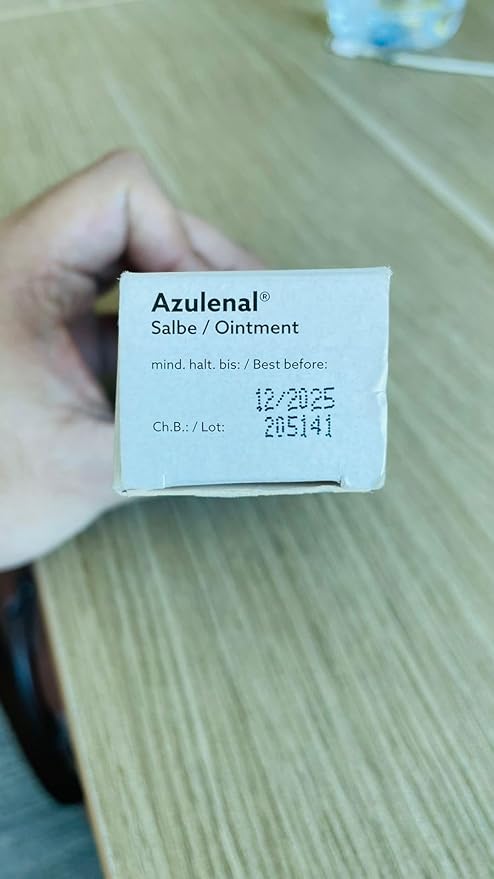 Azulenal®
Salbe / Ointment
mind. halt. bis: / Best before:
12/2025
Ch.B.: / Lot: 205141